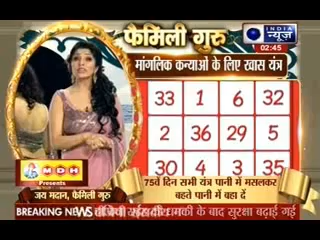 INDIA
न्यूज़
02:45
फैमिली गुरु
मांगलिक कन्याओं के लिए खास यंत्र
33 1 6 32
2 36 29 5
30 4 3 35
MDH
Presents
जय मदान, फैमिली गुरु
75वें दिन सभी यंत्र पानी में मसलकर
बहते पानी में बहा दें
BREAKING NEWS की धमकी के बाद सुरक्षा बढ़ाई गई